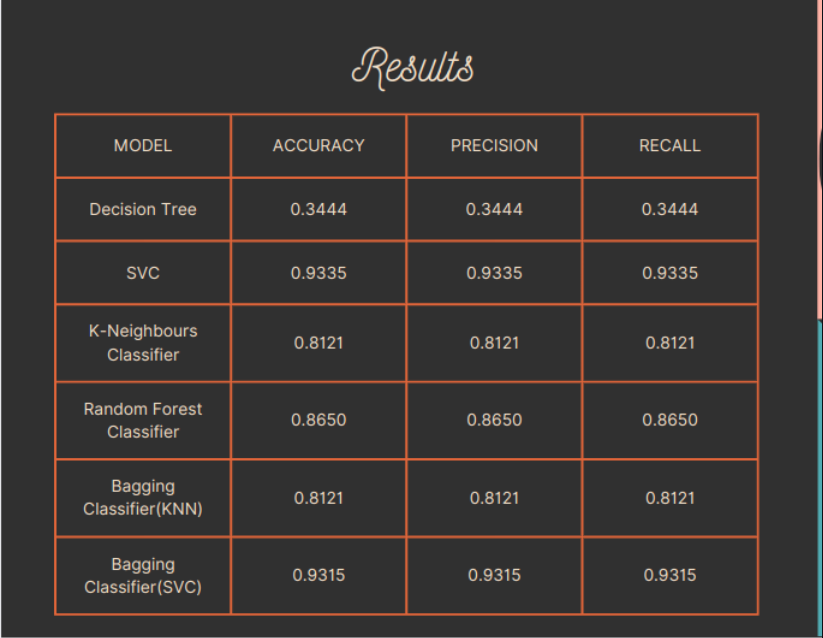 Results
MODEL ACCURACY PRECISION RECALL
Decision Tree 0.3444 0.3444 0.3444
SVC 0.9335 0.9335 0.9335
K-Neighbours
Classifier 0.8121 0.8121 0.8121
Random Forest
Classifier 0.8650 0.8650 0.8650
Bagging
Classifier(KNN) 0.8121 0.8121 0.8121
Bagging
Classifier(SVC) 0.9315 0.9315 0.9315